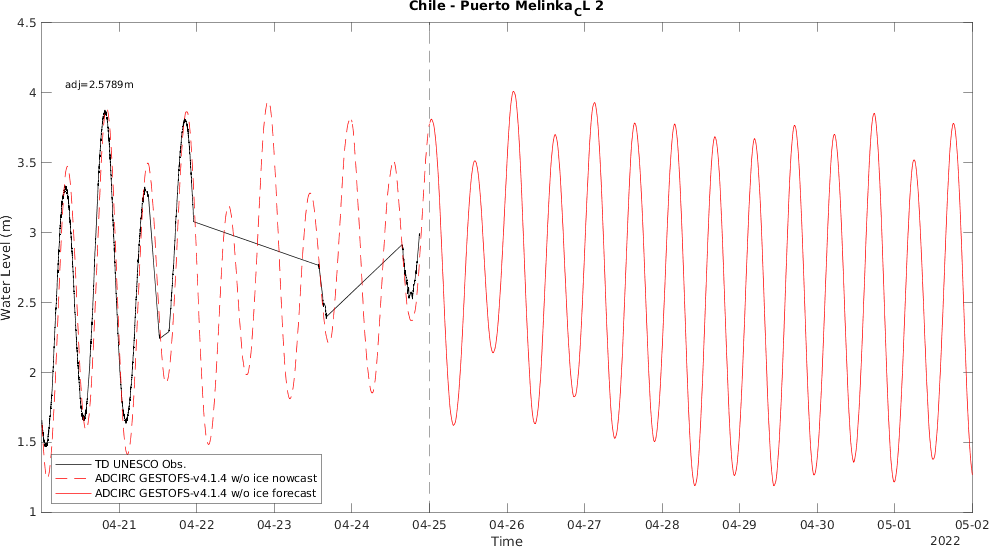 Chile - Puerto Melinka_CL 2
4.5
4
3.5
3
2.5
2
1.5
1
Water Level (m)
adj=2.5789m
TD UNESCO Obs.
ADCIRC GESTOFS-v4.1.4 w/o ice nowcast
ADCIRC GESTOFS-v4.1.4 w/o ice forecast
04-21 04-22 04-23 04-24 04-25 04-26 04-27 04-28 04-29 04-30 05-01 05-02
Time
2022